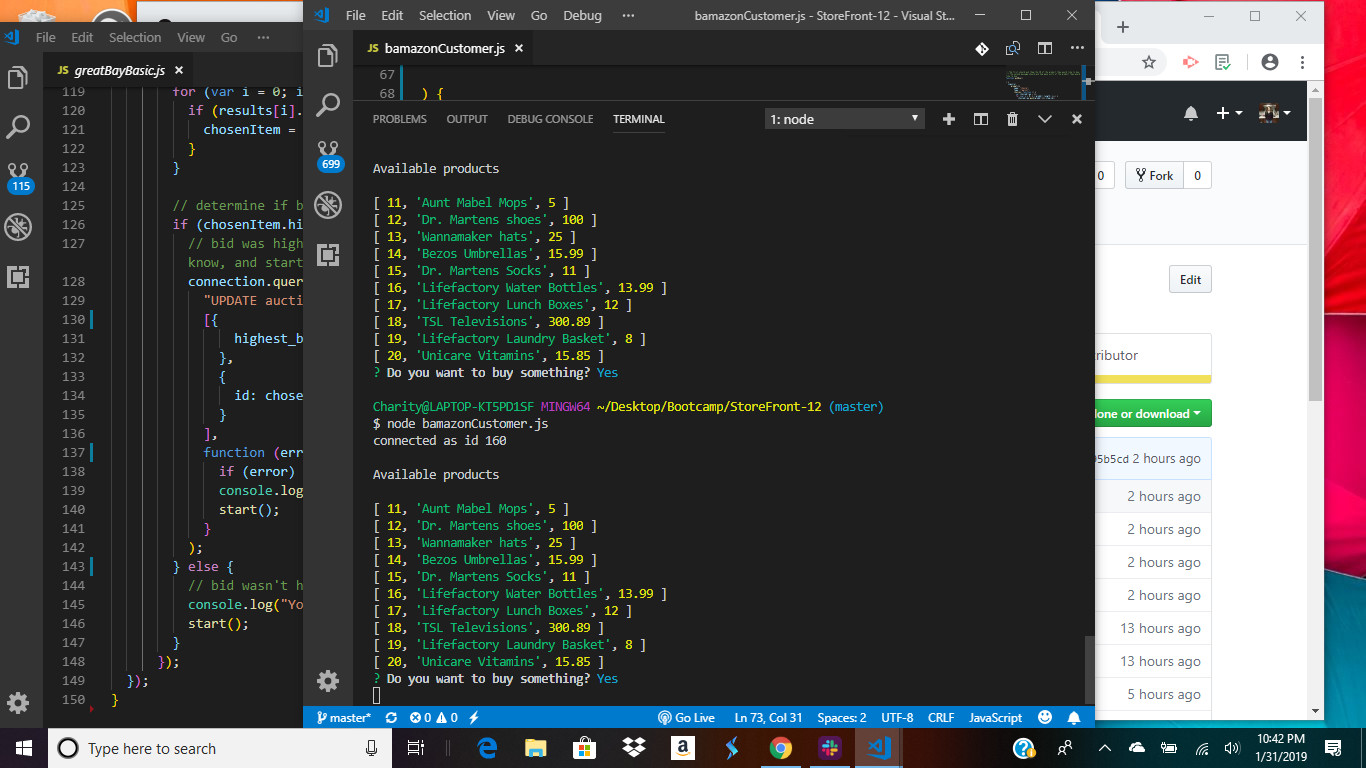 File Edit Selection View Go ···
JS greatBayBasic.js ×
119 for (var i = 0; i
120 if (results[i].
121 chosenItem =
122 }
123 }
124
125 // determine if b
126 if (chosenItem.hi
127 // bid was high
know, and start
128 connection.quer
129 "UPDATE aucti
130 [{
131 highest_b
132 },
133 {
134 id: chose
135 }
136 ],
137 function (err
138 if (error)
139 console.log
140 start();
141 }
142 );
143 } else {
144 // bid wasn't h
145 console.log("Yo
146 start();
147 }
148 });
149 });
150 }
115
File Edit Selection View Go Debug ··· bamazonCustomer.js - StoreFront-12 - Visual St...
JS bamazonCustomer.js ×
67
68 ) {
699
PROBLEMS OUTPUT DEBUG CONSOLE TERMINAL 1: node
Available products
[ 11, 'Aunt Mabel Mops', 5 ]
[ 12, 'Dr. Martens shoes', 100 ]
[ 13, 'Wannamaker hats', 25 ]
[ 14, 'Bezos Umbrellas', 15.99 ]
[ 15, 'Dr. Martens Socks', 11 ]
[ 16, 'Lifefactory Water Bottles', 13.99 ]
[ 17, 'Lifefactory Lunch Boxes', 12 ]
[ 18, 'TSL Televisions', 300.89 ]
[ 19, 'Lifefactory Laundry Basket', 8 ]
[ 20, 'Unicare Vitamins', 15.85 ]
? Do you want to buy something? Yes
Charity@LAPTOP-KT5PD1SF MINGW64 ~/Desktop/Bootcamp/StoreFront-12 (master)
$ node bamazonCustomer.js
connected as id 160
Available products
[ 11, 'Aunt Mabel Mops', 5 ]
[ 12, 'Dr. Martens shoes', 100 ]
[ 13, 'Wannamaker hats', 25 ]
[ 14, 'Bezos Umbrellas', 15.99 ]
[ 15, 'Dr. Martens Socks', 11 ]
[ 16, 'Lifefactory Water Bottles', 13.99 ]
[ 17, 'Lifefactory Lunch Boxes', 12 ]
[ 18, 'TSL Televisions', 300.89 ]
[ 19, 'Lifefactory Laundry Basket', 8 ]
[ 20, 'Unicare Vitamins', 15.85 ]
? Do you want to buy something? Yes
master* 0 0 Go Live Ln 73, Col 31 Spaces: 2 UTF-8 CRLF JavaScript
0 Fork 0
Edit
ributor
lone or download
95b5cd 2 hours ago
2 hours ago
2 hours ago
2 hours ago
2 hours ago
13 hours ago
13 hours ago
5 hours ago
Type here to search
10:42 PM
1/31/2019